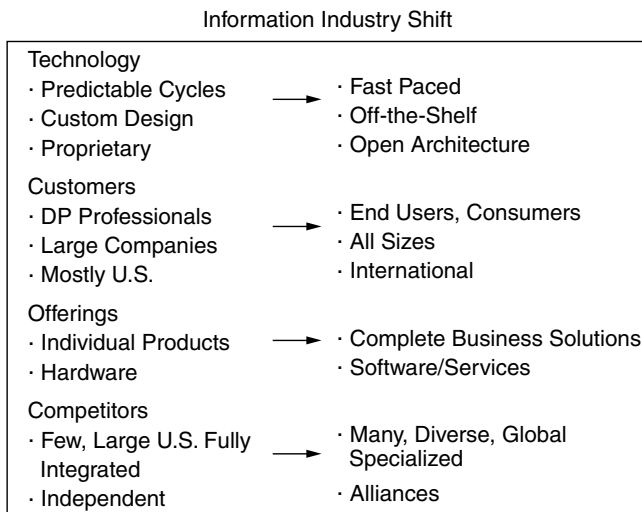 Information Industry Shift
Technology
· Predictable Cycles
· Fast Paced
· Custom Design
· Off-the-Shelf
· Proprietary
· Open Architecture
Customers
· DP Professionals
· End Users, Consumers
· Large Companies
· All Sizes
· Mostly U.S.
· International
Offerings
· Individual Products
· Complete Business Solutions
· Hardware
· Software/Services
Competitors
· Few, Large U.S. Fully
Integrated
· Many, Diverse, Global
Specialized
· Independent
· Alliances